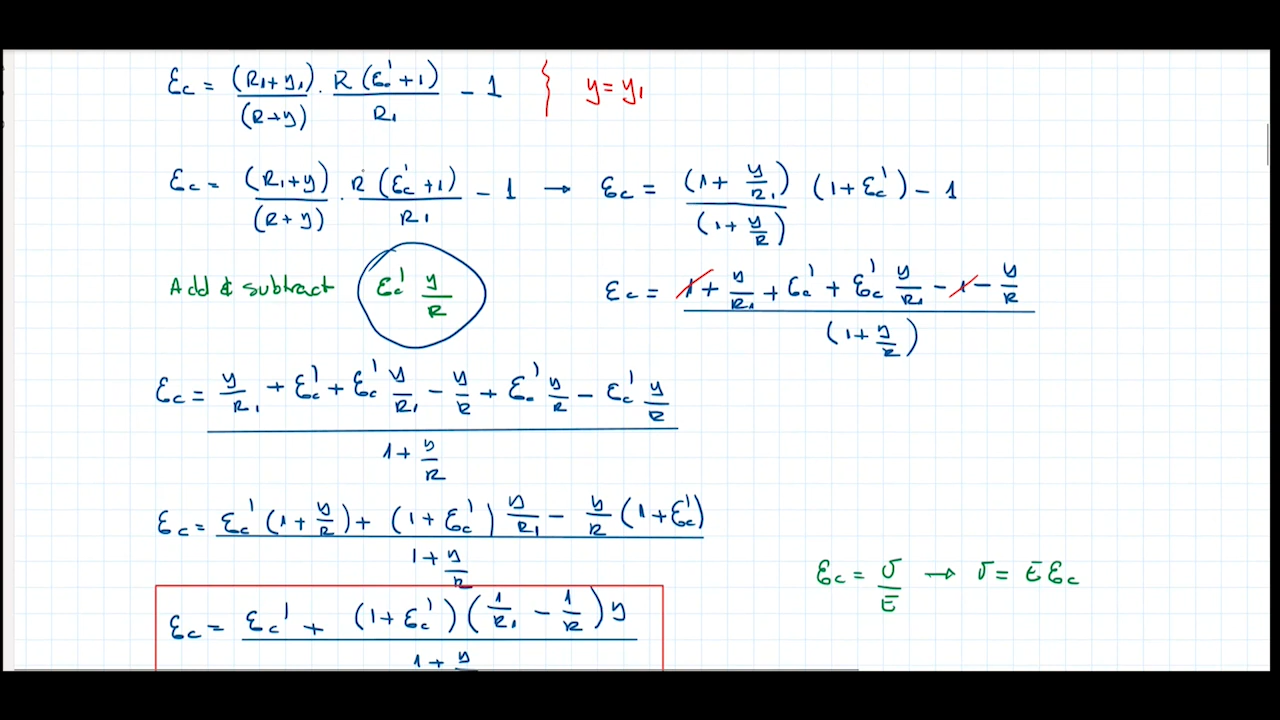 εc = (R₁+y₁)/(R+y) · R(ε₀'+1)/R₁ − 1 } y = y₁
εc = (R₁+y)/(R+y) · R(εc'+1)/R₁ − 1 → εc = (1 + y/R₁)/(1 + y/R) (1+εc') − 1
Add & subtract εc' y/R εc = (1 + y/R₁ + εc' + εc' y/R₁ − 1 − y/R)/(1 + y/R)
εc = (y/R₁ + εc' + εc' y/R₁ − y/R + ε.' y/R − εc' y/R)/(1 + y/R)
εc = (εc'(1 + y/R) + (1+εc') y/R₁ − y/R (1+εc'))/(1 + y/R)
εc = σ/E → σ = E εc
εc = εc' + (1+εc')(1/R₁ − 1/R)y/(1 + y